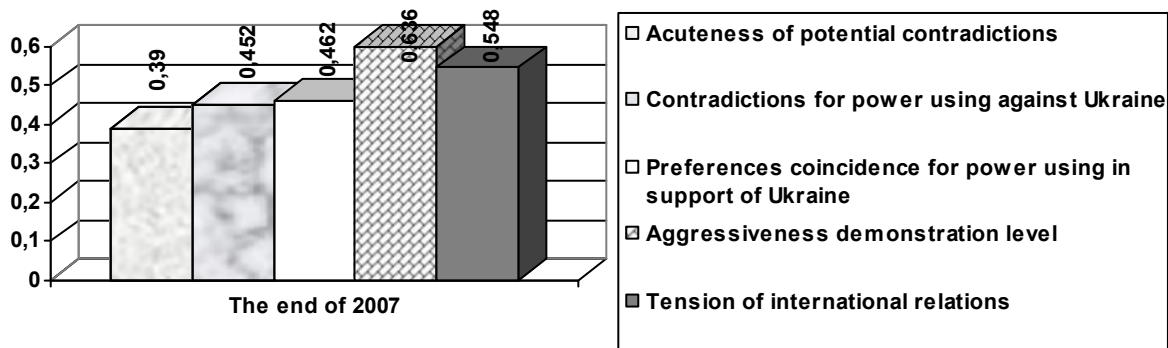 0,6
0,5
0,4
0,3
0,2
0,1
0
0,39
0,452
0,462
0,636
0,548
The end of 2007
Acuteness of potential contradictions
Contradictions for power using against Ukraine
Preferences coincidence for power using in
support of Ukraine
Aggressiveness demonstration level
Tension of international relations